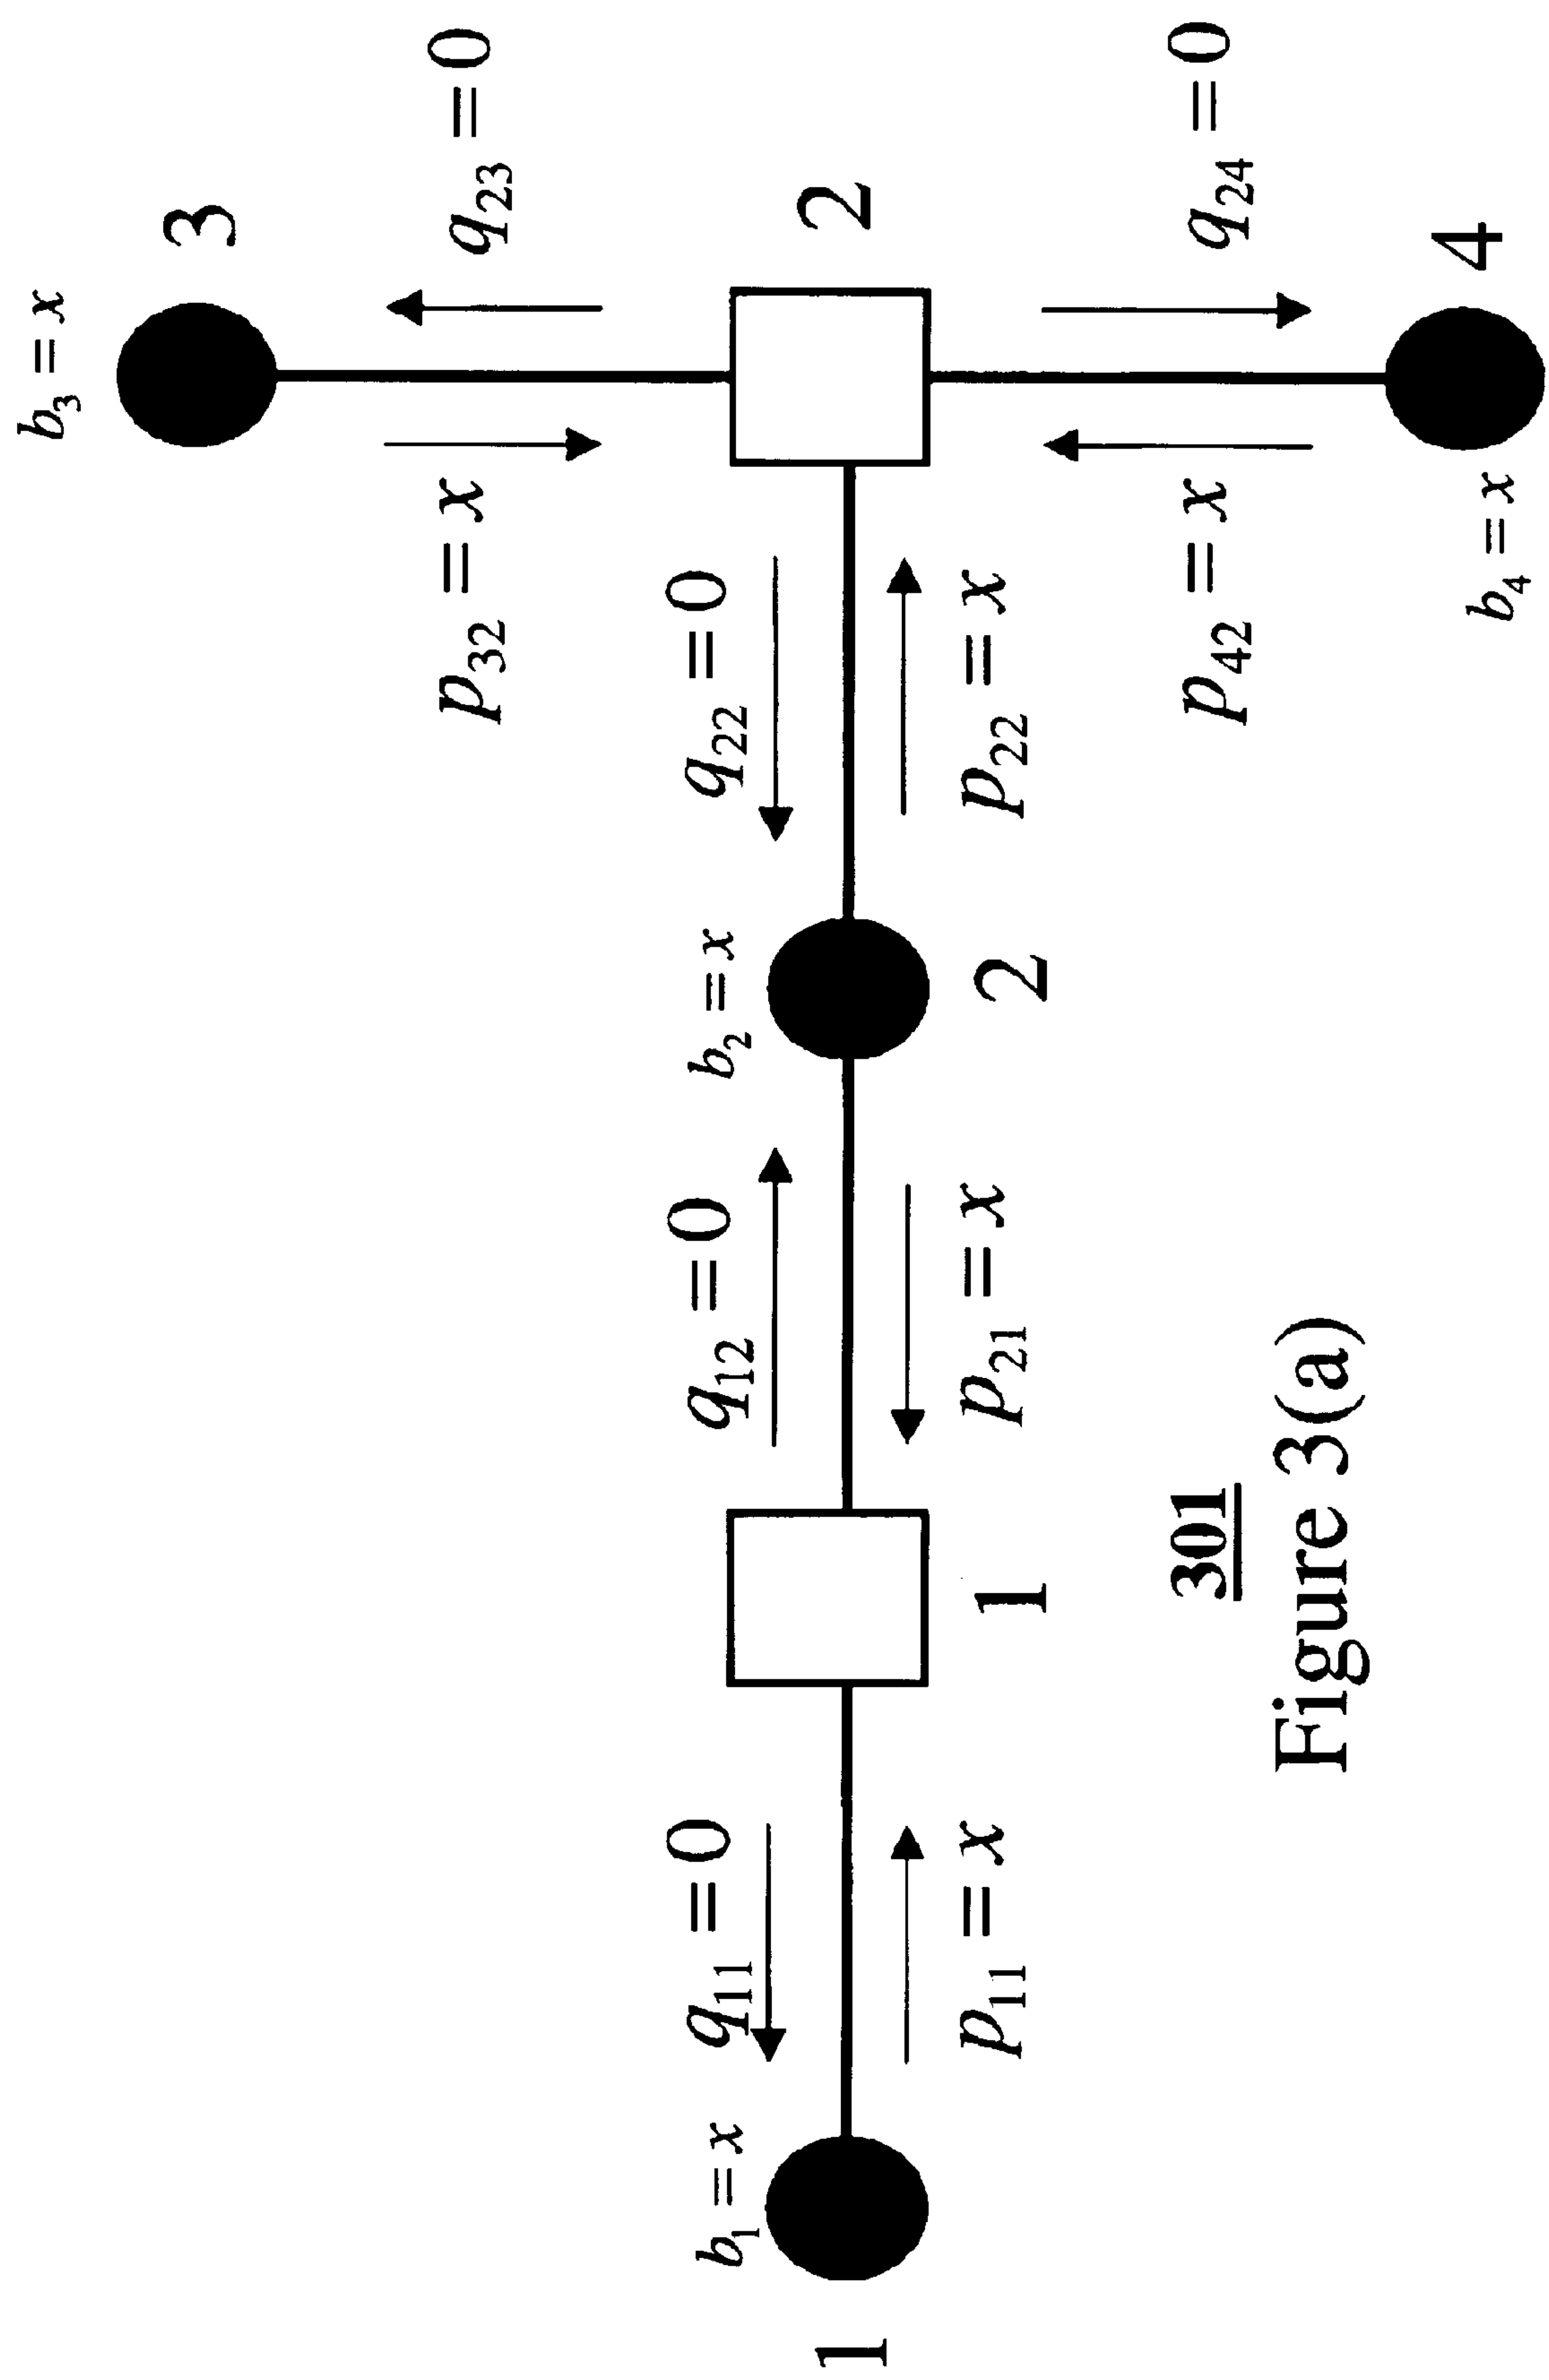 b₃ = x
3
p₃₂ = x
q₂₃ = 0
b₁ = x
q₁₁ = 0
q₁₂ = 0
b₂ = x
q₂₂ = 0
1
2
p₁₁ = x
1
p₂₁ = x
2
p₂₂ = x
p₄₂ = x
q₂₄ = 0
b₄ = x
4
301
Figure 3(a)